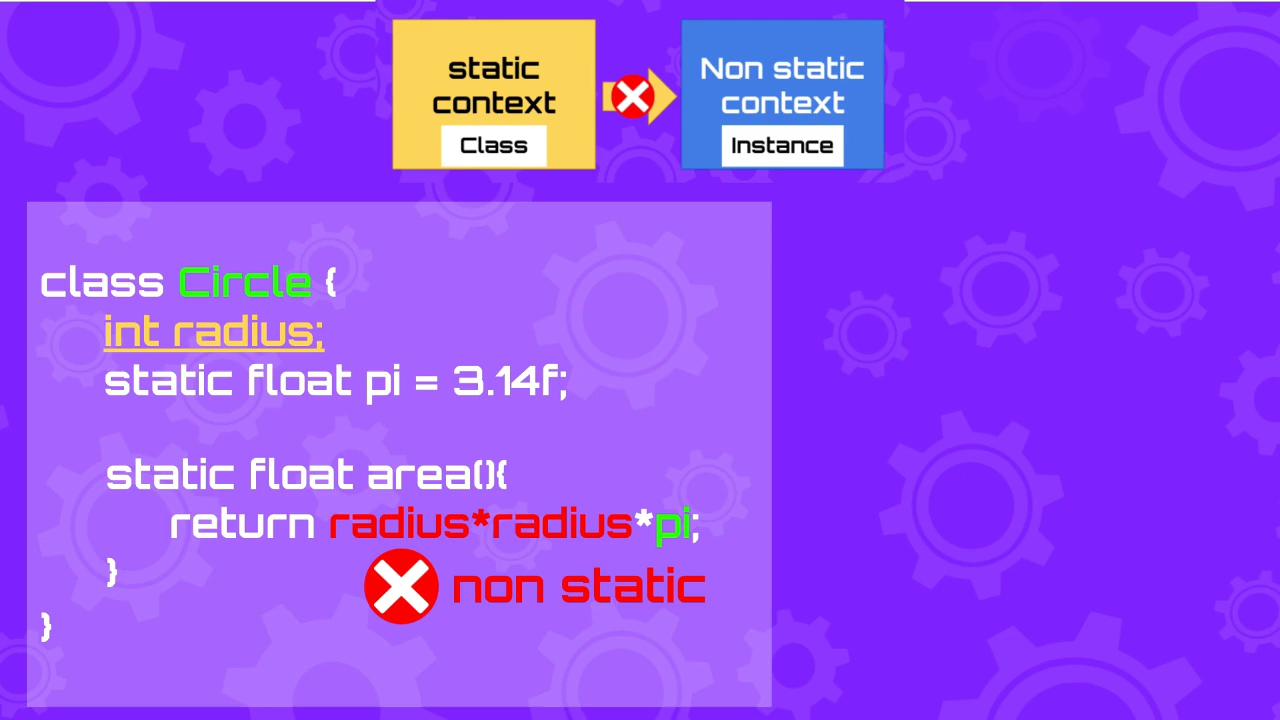 static
context
Class
Non static
context
Instance
class Circle {
int radius;
static float pi = 3.14f;
static float area(){
return radius*radius*pi;
}
non static
}